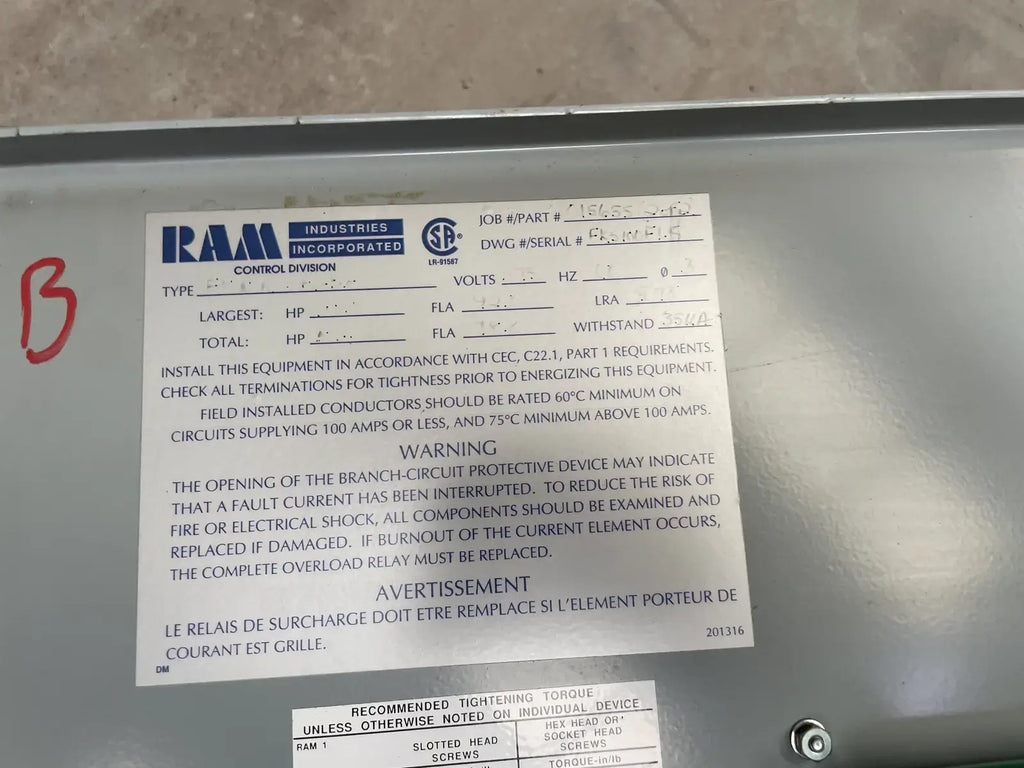 B
RAM INDUSTRIES INCORPORATED
CONTROL DIVISION
LR-91587
JOB #/PART #
DWG #/SERIAL #
TYPE VOLTS HZ Ø 3
LARGEST: HP FLA LRA
TOTAL: HP FLA WITHSTAND 35KA
INSTALL THIS EQUIPMENT IN ACCORDANCE WITH CEC, C22.1, PART 1 REQUIREMENTS.
CHECK ALL TERMINATIONS FOR TIGHTNESS PRIOR TO ENERGIZING THIS EQUIPMENT.
FIELD INSTALLED CONDUCTORS SHOULD BE RATED 60°C MINIMUM ON
CIRCUITS SUPPLYING 100 AMPS OR LESS, AND 75°C MINIMUM ABOVE 100 AMPS.
WARNING
THE OPENING OF THE BRANCH-CIRCUIT PROTECTIVE DEVICE MAY INDICATE
THAT A FAULT CURRENT HAS BEEN INTERRUPTED. TO REDUCE THE RISK OF
FIRE OR ELECTRICAL SHOCK, ALL COMPONENTS SHOULD BE EXAMINED AND
REPLACED IF DAMAGED. IF BURNOUT OF THE CURRENT ELEMENT OCCURS,
THE COMPLETE OVERLOAD RELAY MUST BE REPLACED.
AVERTISSEMENT
LE RELAIS DE SURCHARGE DOIT ETRE REMPLACE SI L'ELEMENT PORTEUR DE
COURANT EST GRILLE.
201316
DM
RECOMMENDED TIGHTENING TORQUE
UNLESS OTHERWISE NOTED ON INDIVIDUAL DEVICE
RAM 1
SLOTTED HEAD
SCREWS
HEX HEAD OR
SOCKET HEAD
SCREWS
TORQUE-in/lb